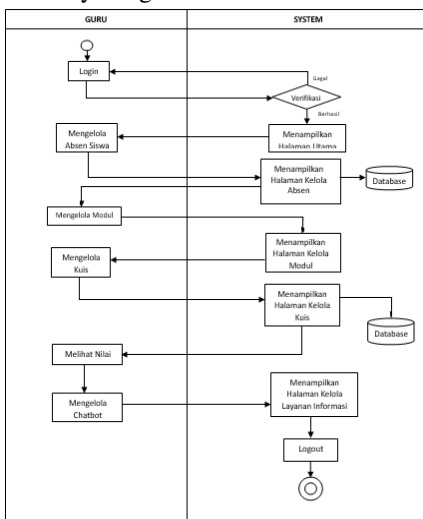 GURU
SYSTEM
Login
Gagal
Verifikasi
Berhasil
Menampilkan
Halaman Utama
Mengelola
Absen Siswa
Menampilkan
Halaman Kelola
Absen
Database
Mengelola Modul
Menampilkan
Halaman Kelola
Modul
Mengelola
Kuis
Menampilkan
Halaman Kelola
Kuis
Database
Melihat Nilai
Mengelola
Chatbot
Menampilkan
Halaman Kelola
Layanan Informasi
Logout